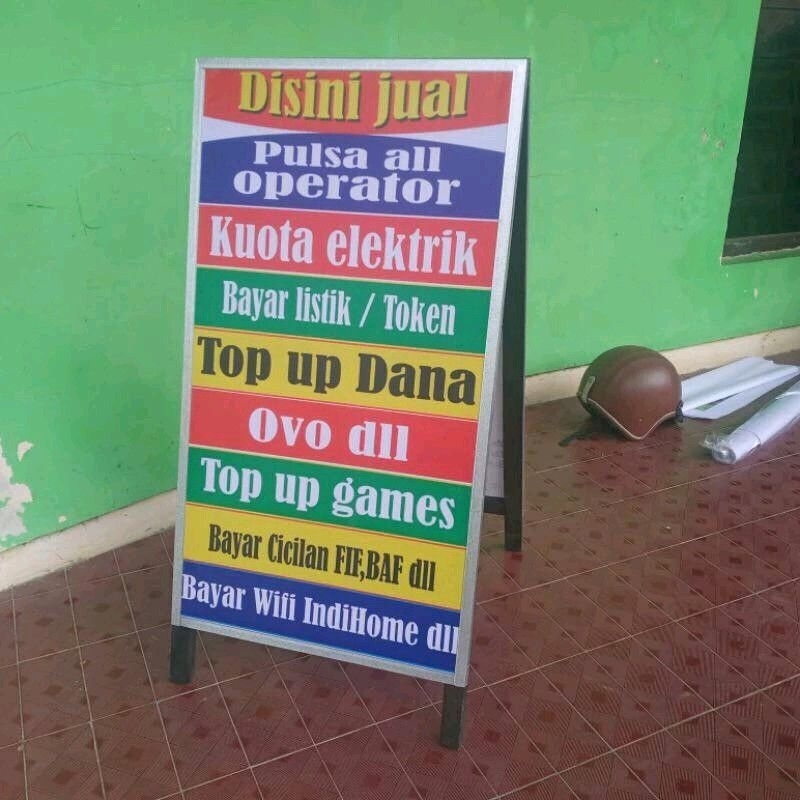 Disini jual
Pulsa all
operator
Kuota elektrik
Bayar listik / Token
Top up Dana
Ovo dll
Top up games
Bayar Cicilan FIF,BAF dll
Bayar Wifi IndiHome dll